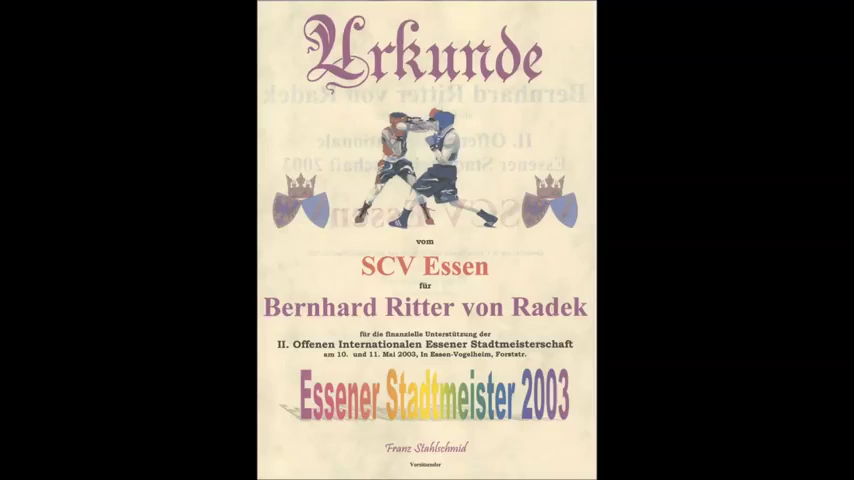 Urkunde
vom
SCV Essen
für
Bernhard Ritter von Radek
für die finanzielle Unterstützung der
II. Offenen Internationalen Essener Stadtmeisterschaft
am 10. und 11. Mai 2003, In Essen-Vogelheim, Forststr.
Essener Stadtmeister 2003
Franz Stahlschmid
Vorsitzender